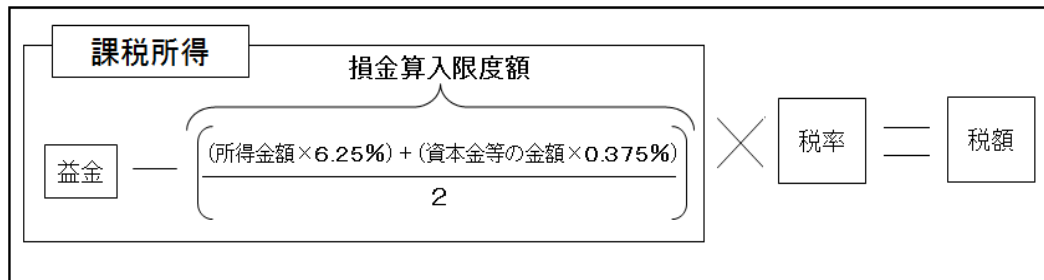 課税所得
損金算入限度額
益金 ― (所得金額×6.25%)+(資本金等の金額×0.375%) × 税率 = 税額
2